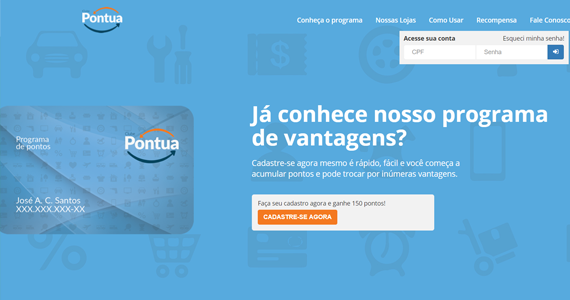 Pontua
Conheça o programa Nossas Lojas Como Usar Recompensa Fale Conosco
Acesse sua conta Esqueci minha senha!
CPF Senha
Já conhece nosso programa
de vantagens?
Cadastre-se agora mesmo é rápido, fácil e você começa a
acumular pontos e pode trocar por inúmeras vantagens.
Faça seu cadastro agora e ganhe 150 pontos!
CADASTRE-SE AGORA
Programa
de pontos
Pontua
José A. C. Santos
XXX.XXX.XXX-XX